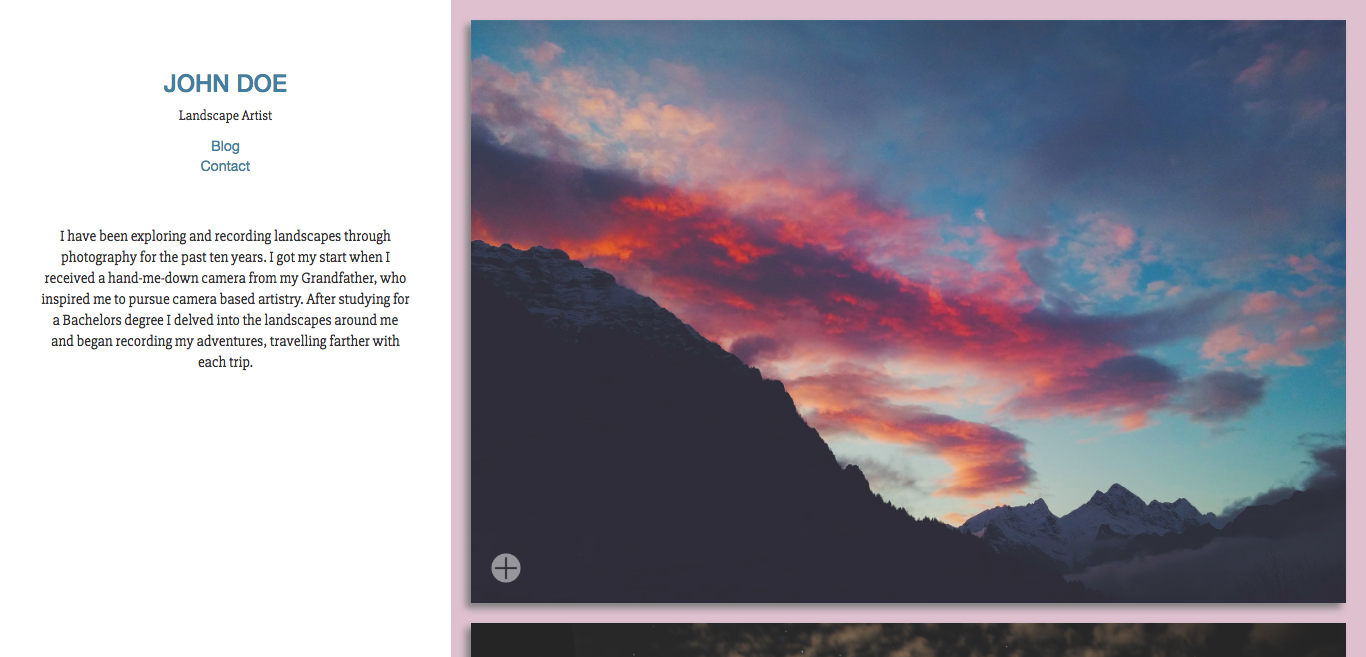 JOHN DOE
Landscape Artist
Blog
Contact
I have been exploring and recording landscapes through
photography for the past ten years. I got my start when I
received a hand-me-down camera from my Grandfather, who
inspired me to pursue camera based artistry. After studying for
a Bachelors degree I delved into the landscapes around me
and began recording my adventures, travelling farther with
each trip.